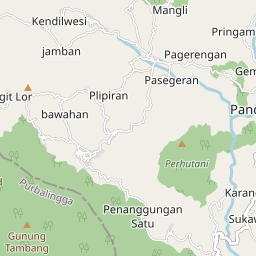 Mangli
Kendilwesi
Pringam
jamban
Pagerengan
Gem
Pasegeran
git Lor
Plipiran
Pand
bawahan
Perhutani
Purbalingga
Karang
Penanggungan
Satu
Sukaw
Gunung
Tambang